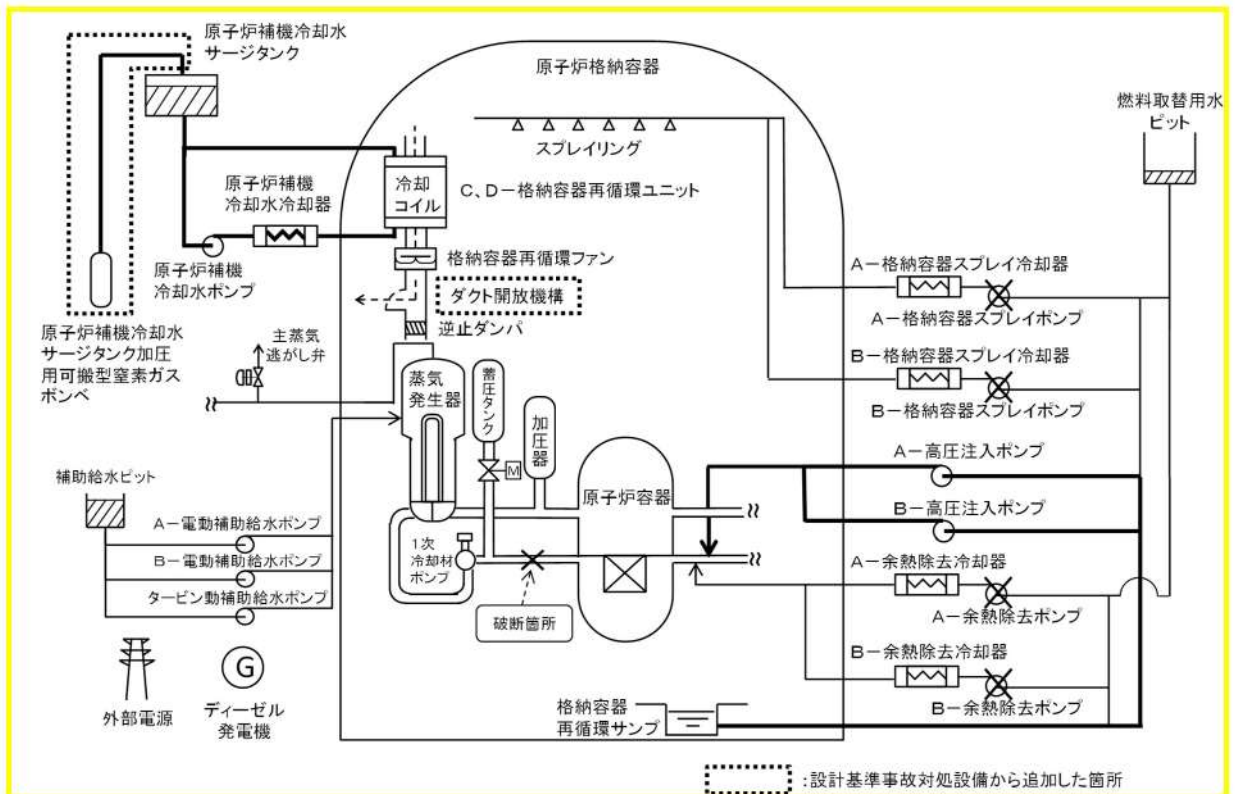 原子炉補機冷却水
サージタンク
原子炉格納容器
燃料取替用水
ピット
スプレイリング
原子炉補機
冷却水冷却器
冷却
コイル
C、D－格納容器再循環ユニット
原子炉補機
冷却水ポンプ
格納容器再循環ファン
ダクト開放機構
逆止ダンパ
A－格納容器スプレイ冷却器
A－格納容器スプレイポンプ
原子炉補機冷却水
サージタンク加圧
用可搬型窒素ガス
ボンベ
主蒸気
逃がし弁
B－格納容器スプレイ冷却器
B－格納容器スプレイポンプ
蒸気
発生器
蓄圧タンク
加圧器
M
原子炉容器
A－高圧注入ポンプ
B－高圧注入ポンプ
補助給水ピット
A－電動補助給水ポンプ
B－電動補助給水ポンプ
タービン動補助給水ポンプ
1次
冷却材
ポンプ
破断箇所
A－余熱除去冷却器
A－余熱除去ポンプ
B－余熱除去冷却器
B－余熱除去ポンプ
外部電源
G
ディーゼル
発電機
格納容器
再循環サンプ
：設計基準事故対処設備から追加した箇所